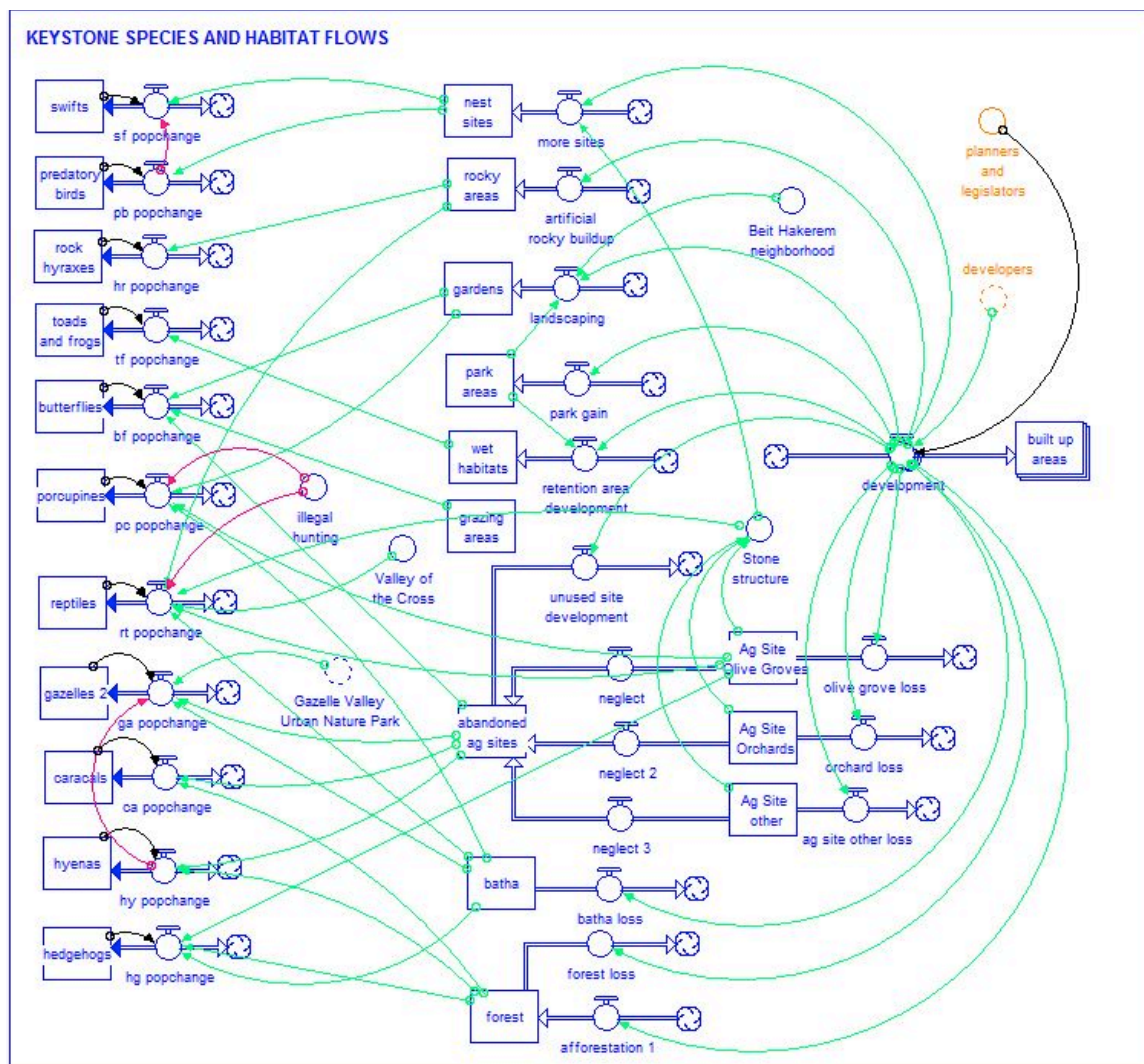 KEYSTONE SPECIES AND HABITAT FLOWS
swifts
sf popchange
predatory
birds
pb popchange
rock
hyraxes
hr popchange
toads
and frogs
tf popchange
butterflies
bf popchange
porcupines
pc popchange
reptiles
rt popchange
gazelles 2
ga popchange
caracals
ca popchange
hyenas
hy popchange
hedgehogs
hg popchange
illegal
hunting
Valley of
the Cross
Gazelle Valley
Urban Nature Park
nest
sites
more sites
rocky
areas
artificial
rocky buildup
gardens
landscaping
park
areas
park gain
wet
habitats
retention area
development
grazing
areas
unused site
development
abandoned
ag sites
neglect
neglect 2
neglect 3
batha
batha loss
forest
forest loss
afforestation 1
Beit Hakerem
neighborhood
Stone
structure
Ag Site
Olive Groves
olive grove loss
Ag Site
Orchards
orchard loss
Ag Site
other
ag site other loss
planners
and
legislators
developers
development
built up
areas